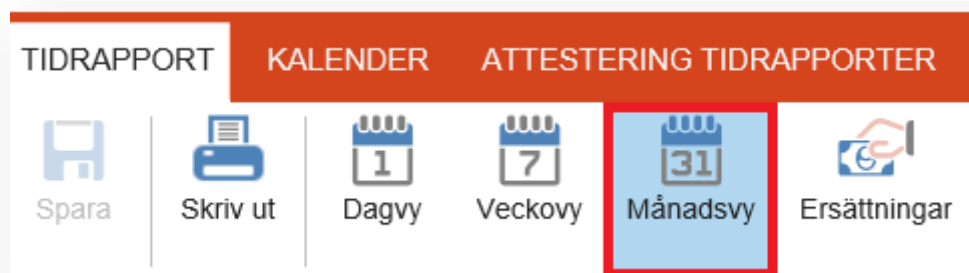 TIDRAPPORT KALENDER ATTESTERING TIDRAPPORTER
1 7 31
Spara Skriv ut Dagvy Veckovy Månadsvy Ersättningar